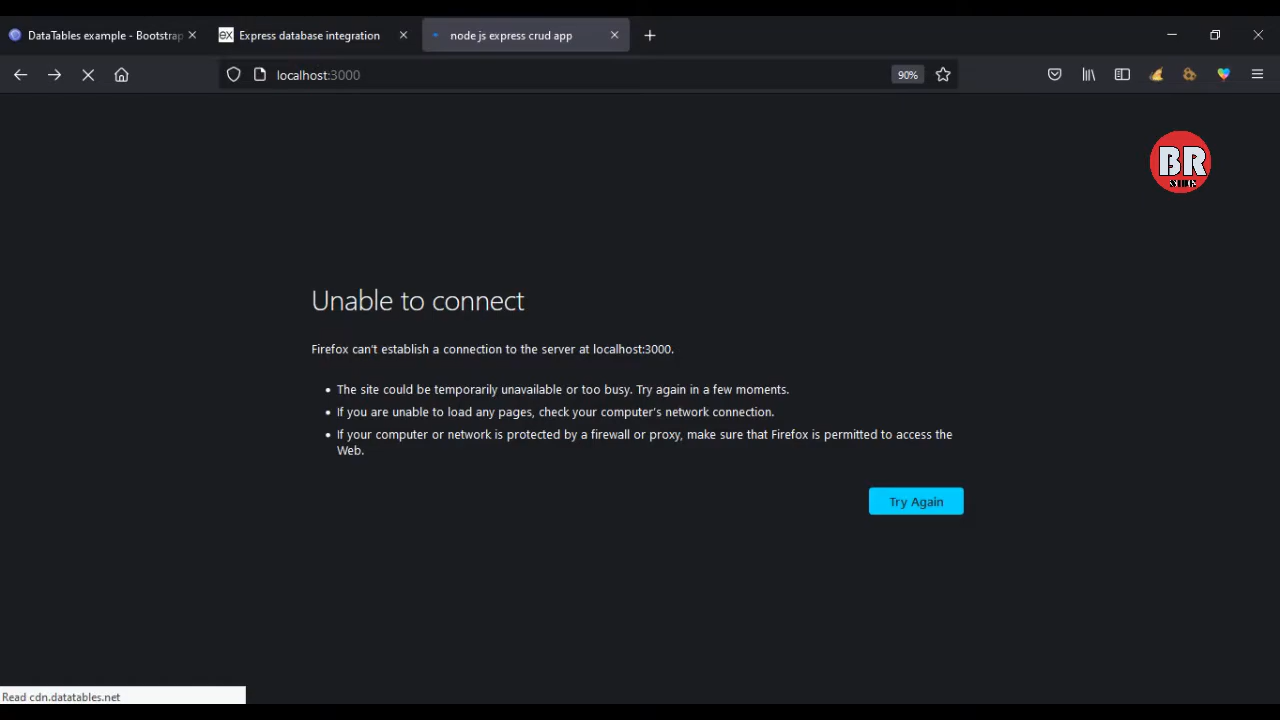 DataTables example - Bootstrap
ex Express database integration
node js express crud app
localhost:3000
90%
BR
Unable to connect
Firefox can't establish a connection to the server at localhost:3000.
The site could be temporarily unavailable or too busy. Try again in a few moments.
If you are unable to load any pages, check your computer's network connection.
If your computer or network is protected by a firewall or proxy, make sure that Firefox is permitted to access the
Web.
Try Again
Read cdn.datatables.net